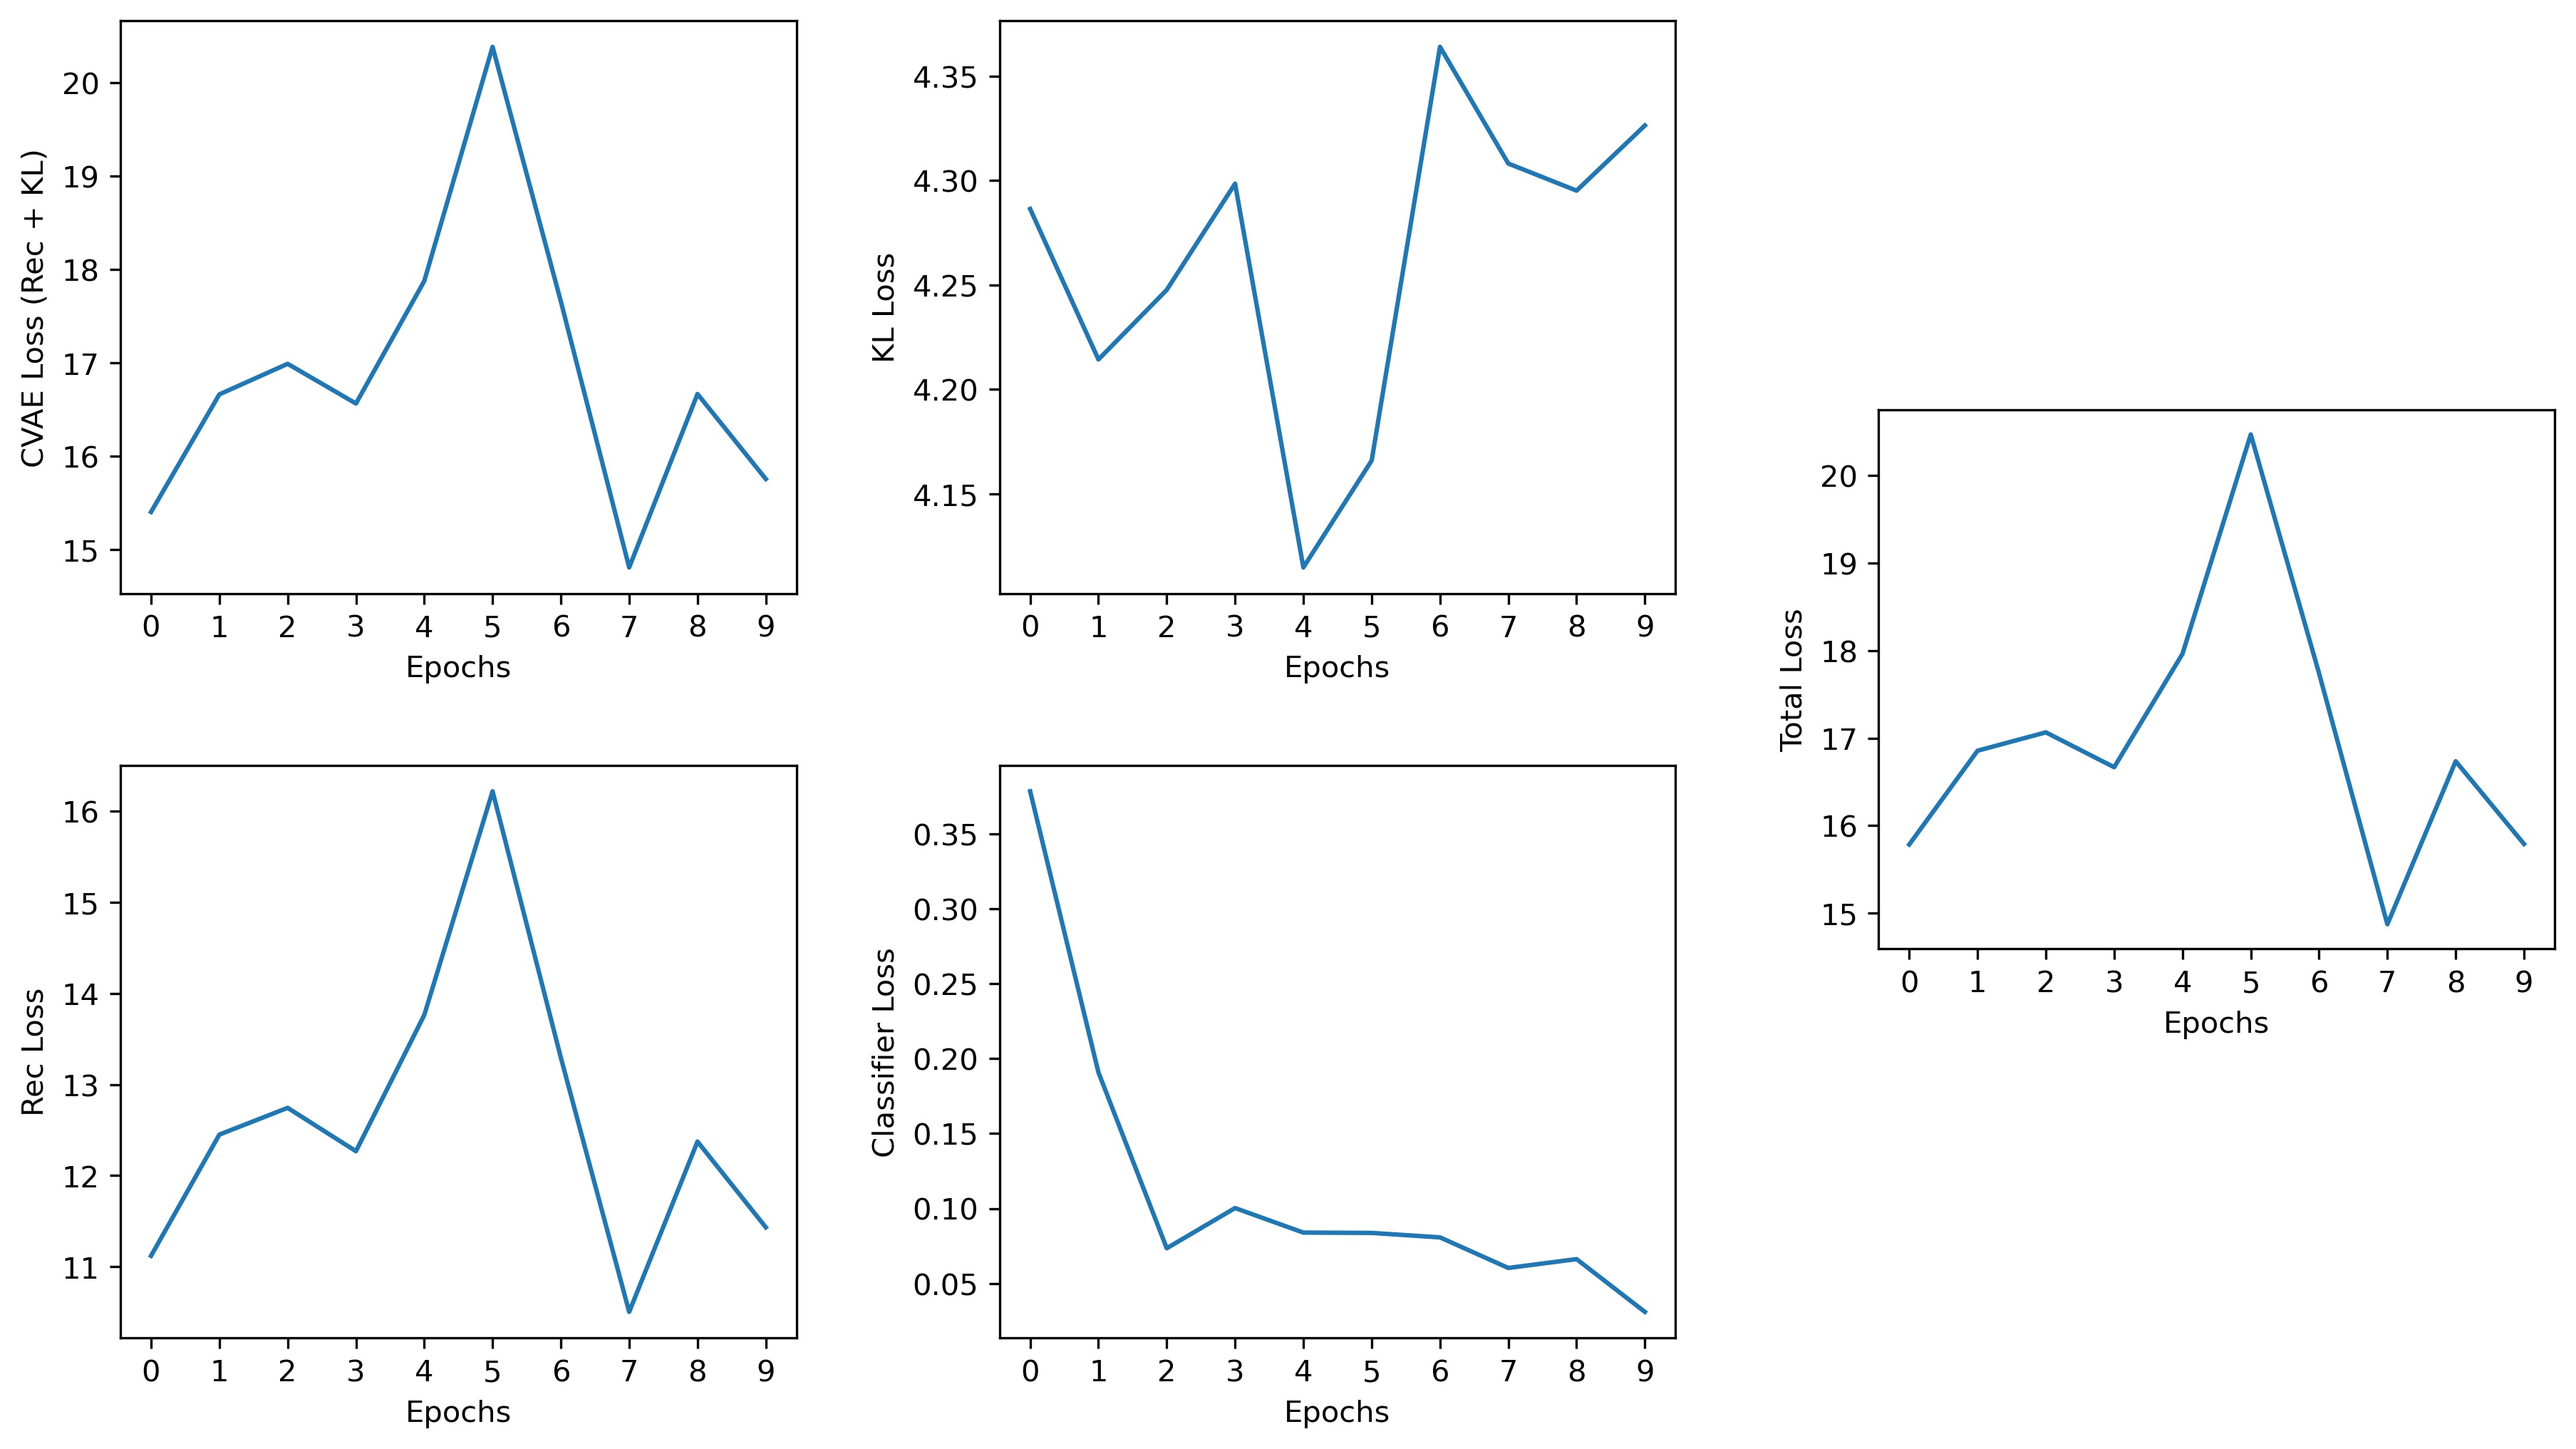 CVAE Loss (Rec + KL)
20
19
18
17
16
15
0 1 2 3 4 5 6 7 8 9
Epochs
KL Loss
4.35
4.30
4.25
4.20
4.15
0 1 2 3 4 5 6 7 8 9
Epochs
Rec Loss
16
15
14
13
12
11
0 1 2 3 4 5 6 7 8 9
Epochs
Classifier Loss
0.35
0.30
0.25
0.20
0.15
0.10
0.05
0 1 2 3 4 5 6 7 8 9
Epochs
Total Loss
20
19
18
17
16
15
0 1 2 3 4 5 6 7 8 9
Epochs